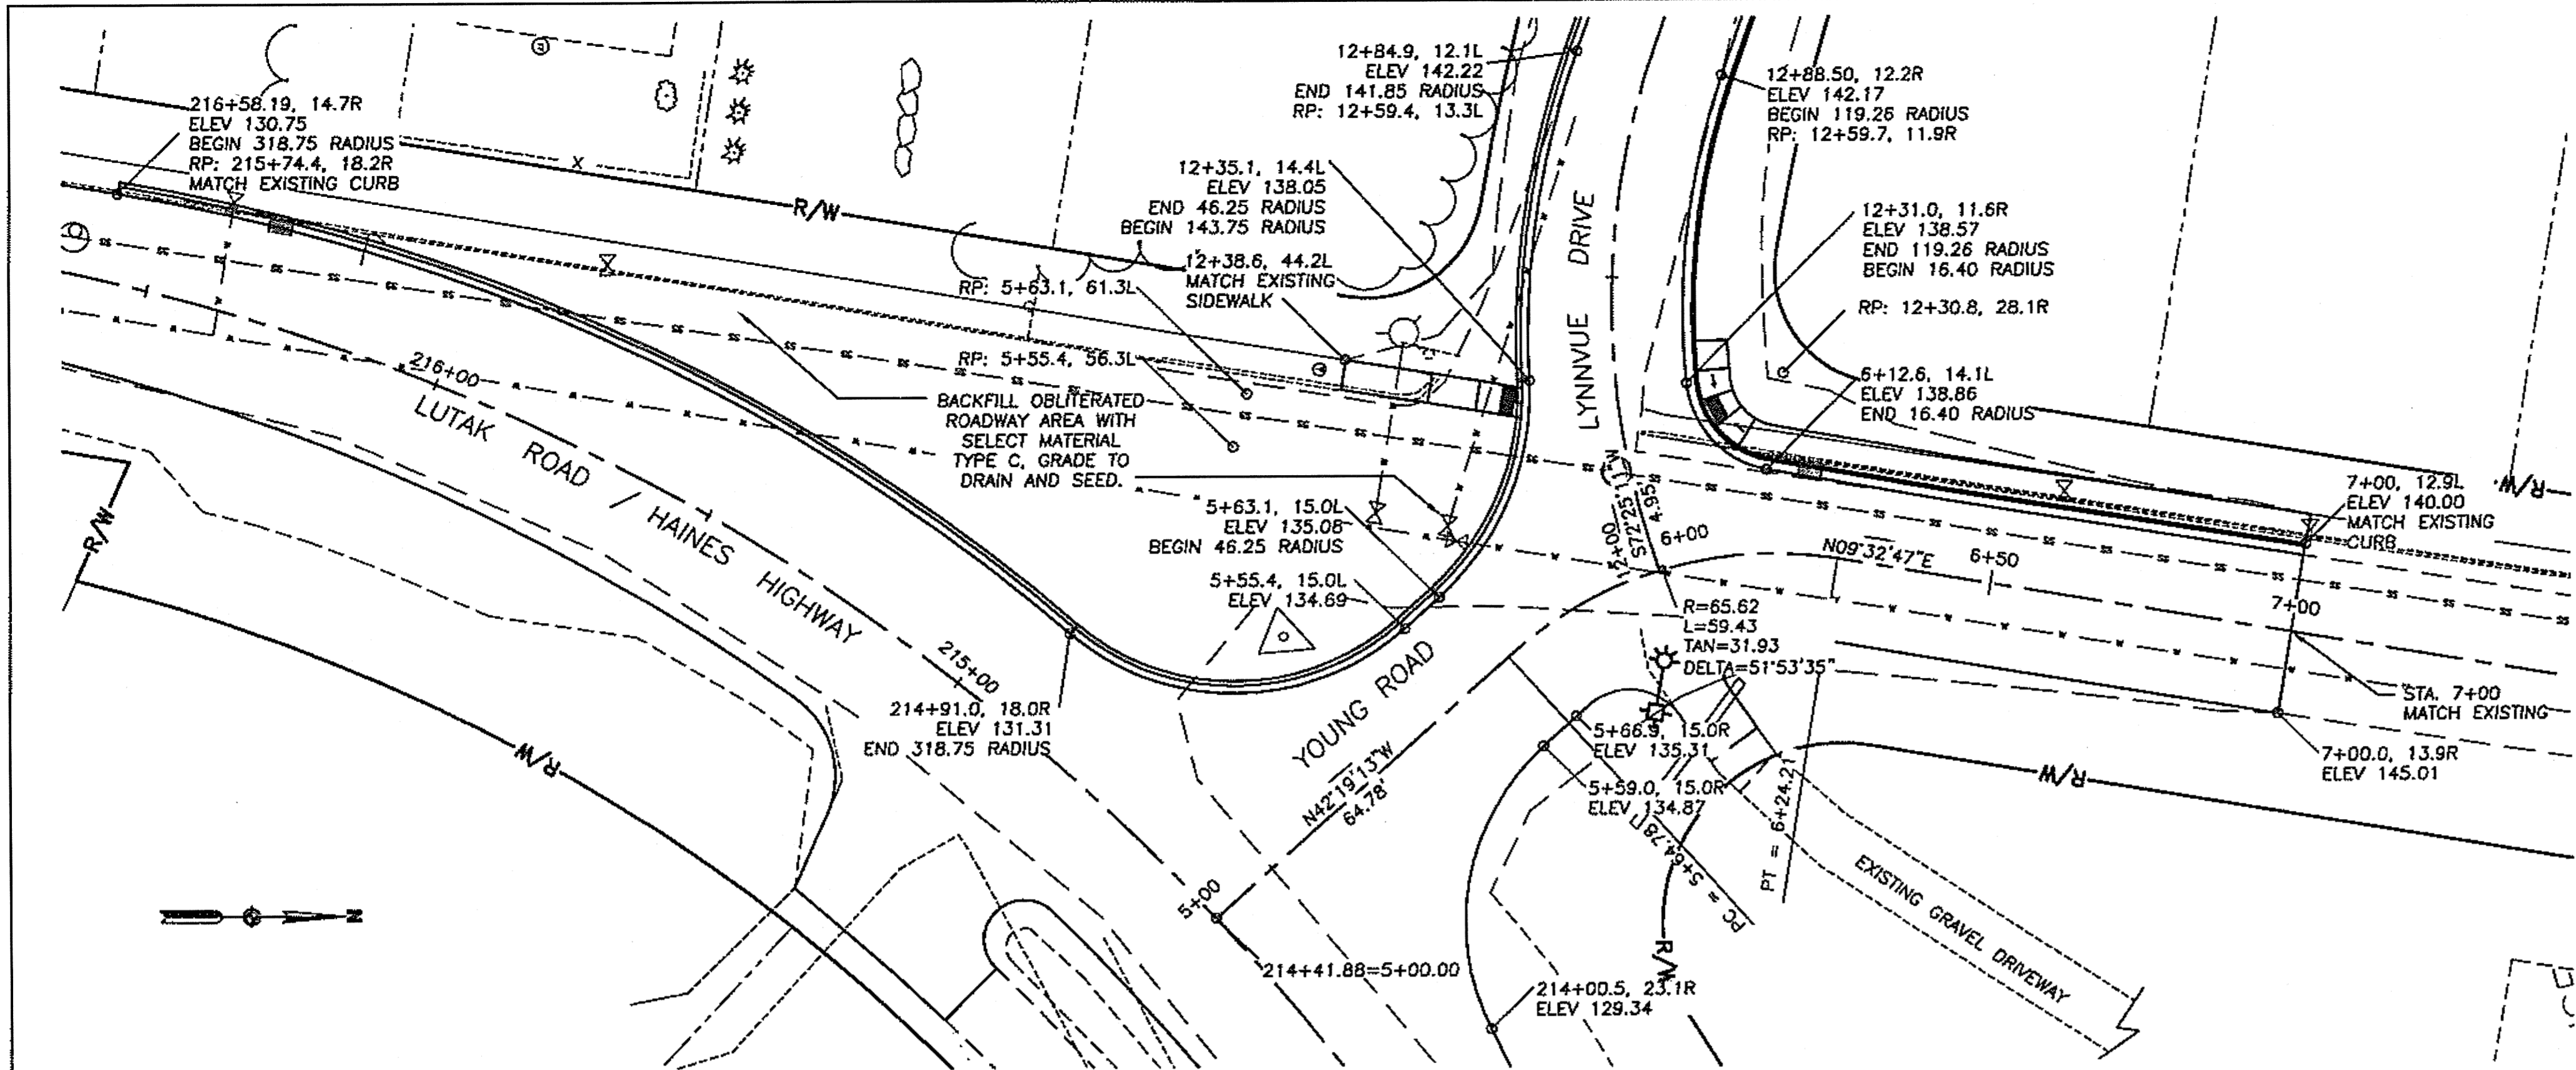 216+58.19, 14.7R
ELEV 130.75
BEGIN 318.75 RADIUS
RP: 215+74.4, 18.2R
MATCH EXISTING CURB
12+84.9, 12.1L
ELEV 142.22
END 141.85 RADIUS
RP: 12+59.4, 13.3L
12+88.50, 12.2R
ELEV 142.17
BEGIN 119.26 RADIUS
RP: 12+59.7, 11.9R
X
R/W
12+35.1, 14.4L
ELEV 138.05
END 46.25 RADIUS
BEGIN 143.75 RADIUS
12+38.6, 44.2L
MATCH EXISTING
SIDEWALK
RP: 5+63.1, 61.3L
RP: 5+55.4, 56.3L
LYNNVUE DRIVE
12+31.0, 11.6R
ELEV 138.57
END 119.26 RADIUS
BEGIN 16.40 RADIUS
RP: 12+30.8, 28.1R
6+12.6, 14.1L
ELEV 138.86
END 16.40 RADIUS
216+00
LUTAK ROAD / HAINES HIGHWAY
BACKFILL OBLITERATED
ROADWAY AREA WITH
SELECT MATERIAL
TYPE C, GRADE TO
DRAIN AND SEED.
R/W
R/W
7+00, 12.9L
ELEV 140.00
MATCH EXISTING
CURB
5+63.1, 15.0L
ELEV 135.08
BEGIN 46.25 RADIUS
5+55.4, 15.0L
ELEV 134.69
12+00
S72°25'11"W
4.95'
6+00
N09°32'47"E
6+50
7+00
R=65.62
L=59.43
TAN=31.93
DELTA=51°53'35"
STA. 7+00
MATCH EXISTING
7+00.0, 13.9R
ELEV 145.01
215+00
214+91.0, 18.0R
ELEV 131.31
END 318.75 RADIUS
YOUNG ROAD
N42°19'13"W
64.78'
5+66.9, 15.0R
ELEV 135.31
5+59.0, 15.0R
ELEV 134.87
PC = 5+64.78
PT = 6+24.21
R/W
R/W
EXISTING GRAVEL DRIVEWAY
5+00
214+41.88=5+00.00
R/W
214+00.5, 23.1R
ELEV 129.34
N